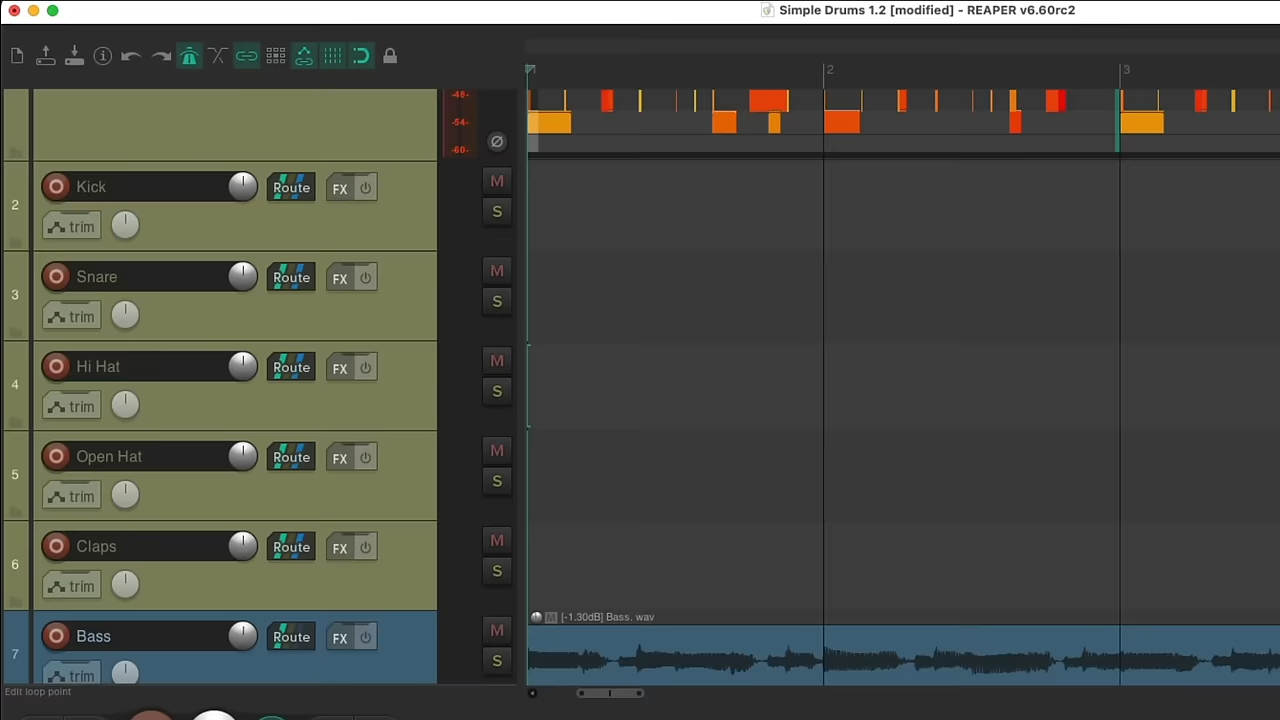 Simple Drums 1.2 [modified] - REAPER v6.60rc2
1
2
3
-48-
-54-
-60-
2
Kick
Route
FX
M
S
trim
3
Snare
Route
FX
M
S
trim
4
Hi Hat
Route
FX
M
S
trim
5
Open Hat
Route
FX
M
S
trim
6
Claps
Route
FX
M
S
trim
[-1.30dB] Bass. wav
M
7
Bass
Route
FX
M
S
trim
Edit loop point